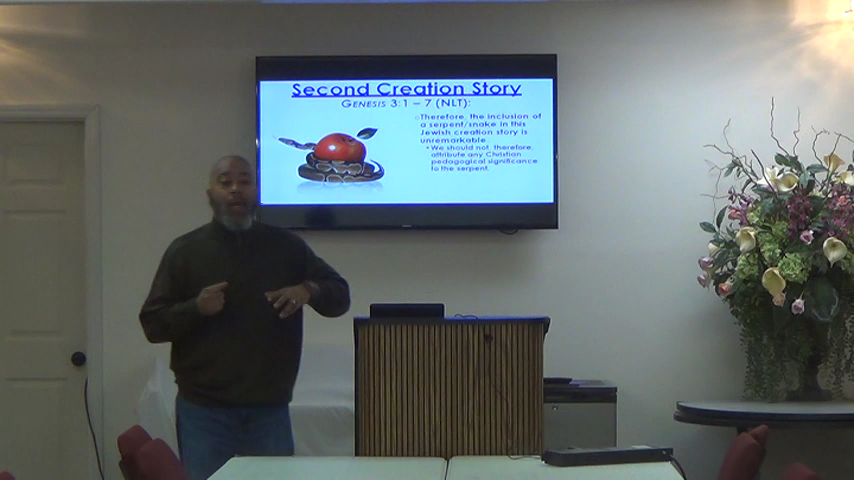 Second Creation Story
GENESIS 3:1 – 7 (NLT):
Therefore, the inclusion of
a serpent/snake in this
Jewish creation story is
unremarkable
We should not, therefore,
attribute any Christian
pedagogical significance
to the serpent.